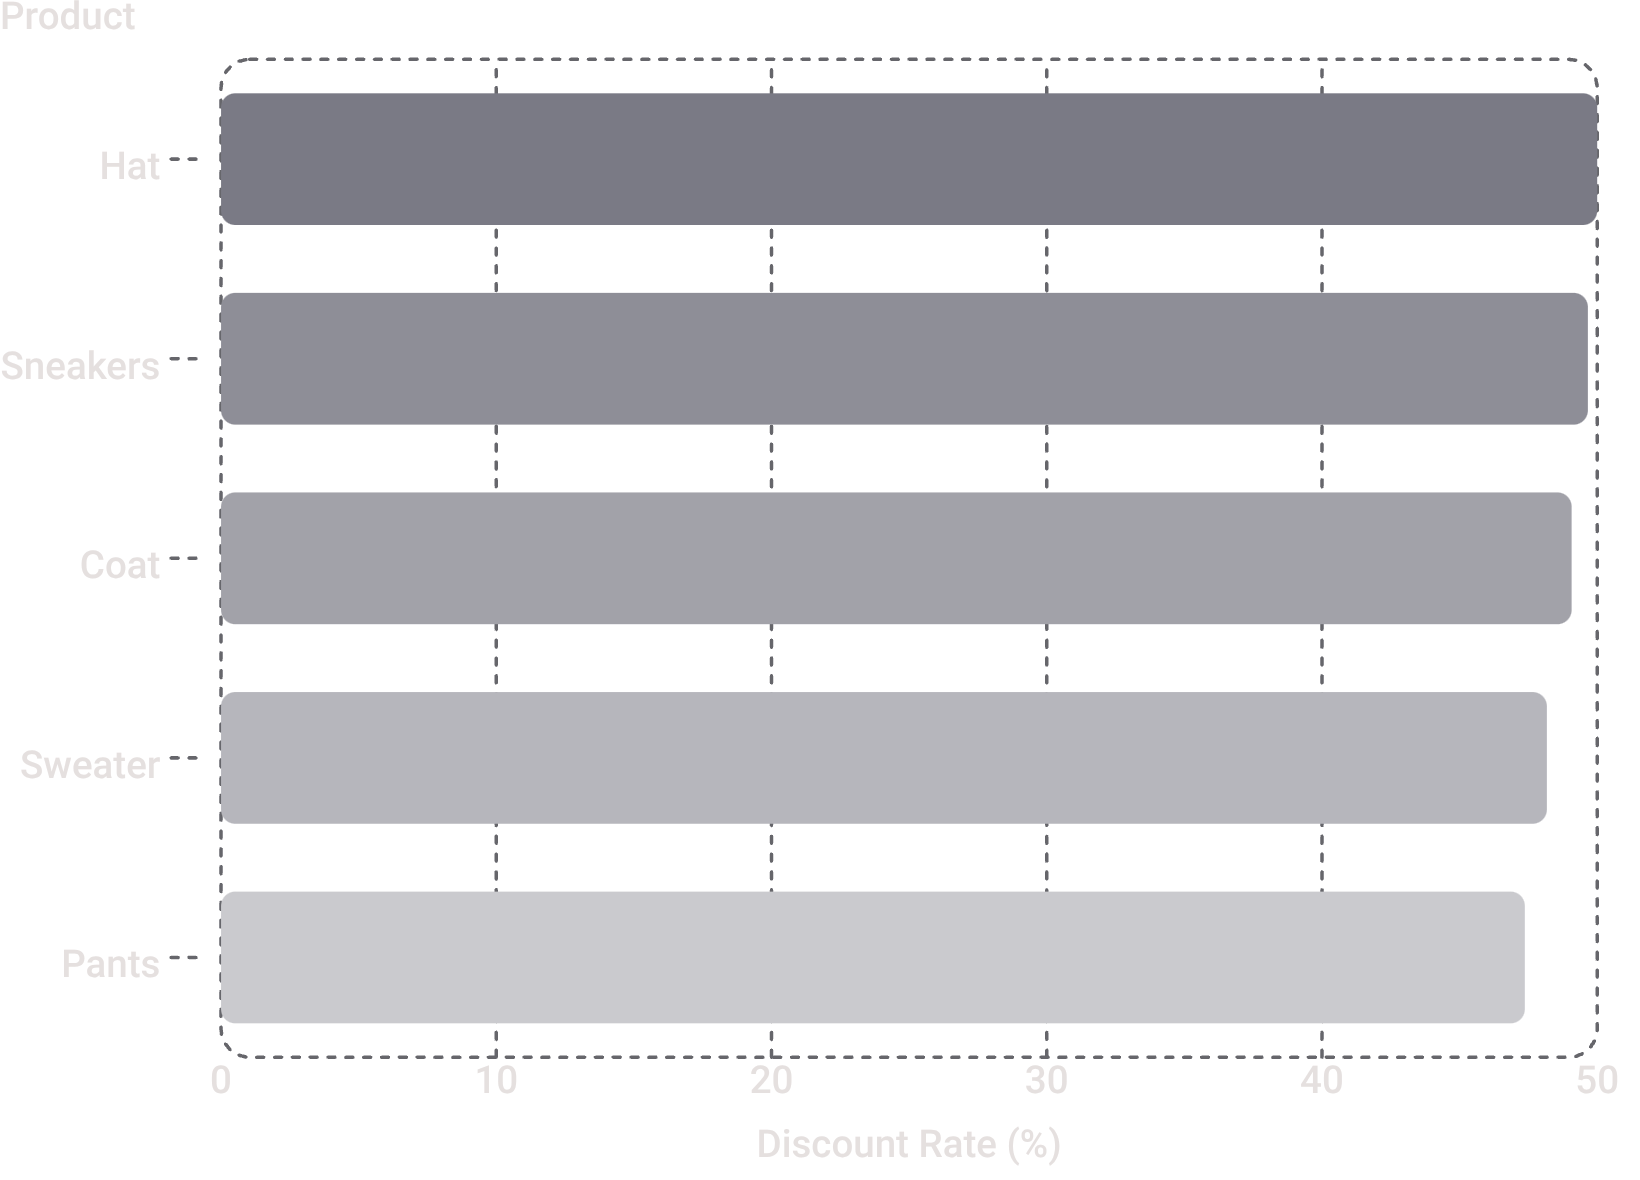 Product
Hat
Sneakers
Coat
Sweater
Pants
0 10 20 30 40 50
Discount Rate (%)